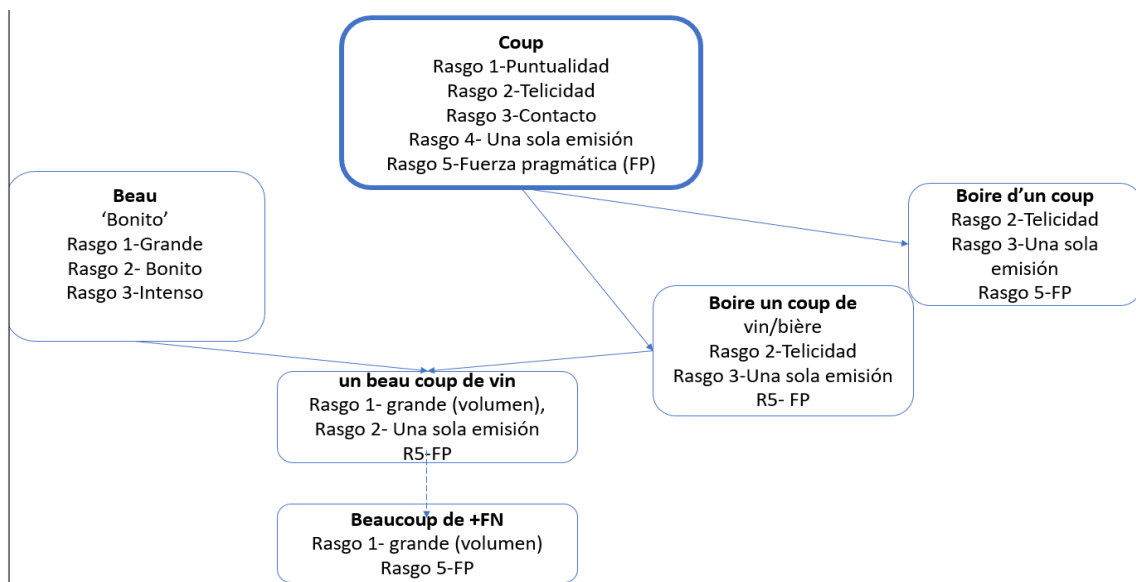 Coup
Rasgo 1-Puntualidad
Rasgo 2-Telicidad
Rasgo 3-Contacto
Rasgo 4- Una sola emisión
Rasgo 5-Fuerza pragmática (FP)
Beau
‘Bonito’
Rasgo 1-Grande
Rasgo 2- Bonito
Rasgo 3-Intenso
Boire d’un coup
Rasgo 2-Telicidad
Rasgo 3-Una sola
emisión
Rasgo 5-FP
Boire un coup de
vin/bière
Rasgo 2-Telicidad
Rasgo 3-Una sola emisión
R5- FP
un beau coup de vin
Rasgo 1- grande (volumen),
Rasgo 2- Una sola emisión
R5-FP
Beaucoup de +FN
Rasgo 1- grande (volumen)
Rasgo 5-FP